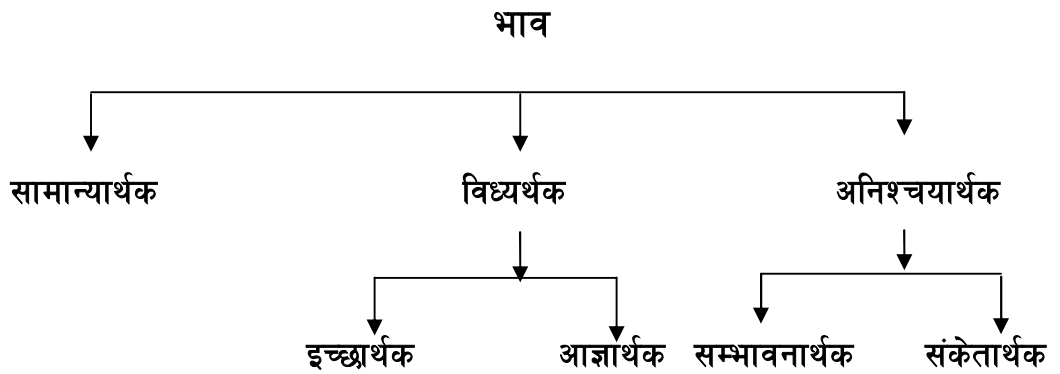 भाव
सामान्यार्थक विध्यर्थक अनिश्चयार्थक
इच्छार्थक आज्ञार्थक सम्भावनार्थक संकेतार्थक